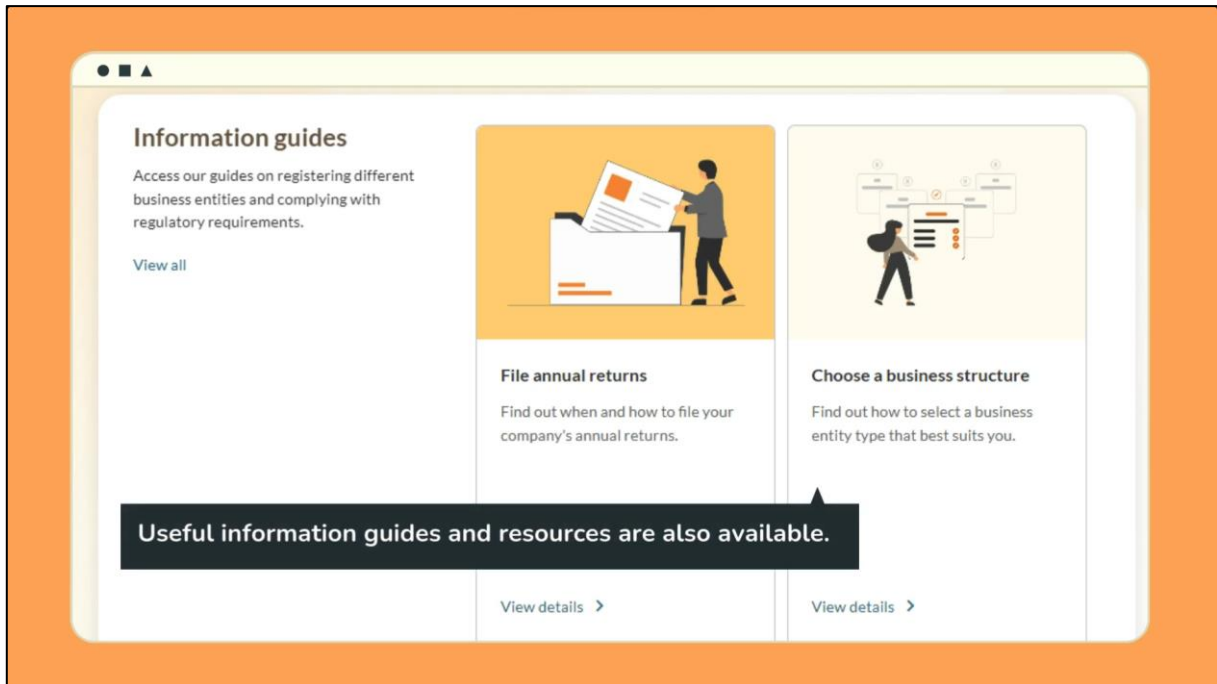 Information guides
Access our guides on registering different
business entities and complying with
regulatory requirements.
View all
File annual returns
Find out when and how to file your
company's annual returns.
View details >
Choose a business structure
Find out how to select a business
entity type that best suits you.
View details >
Useful information guides and resources are also available.